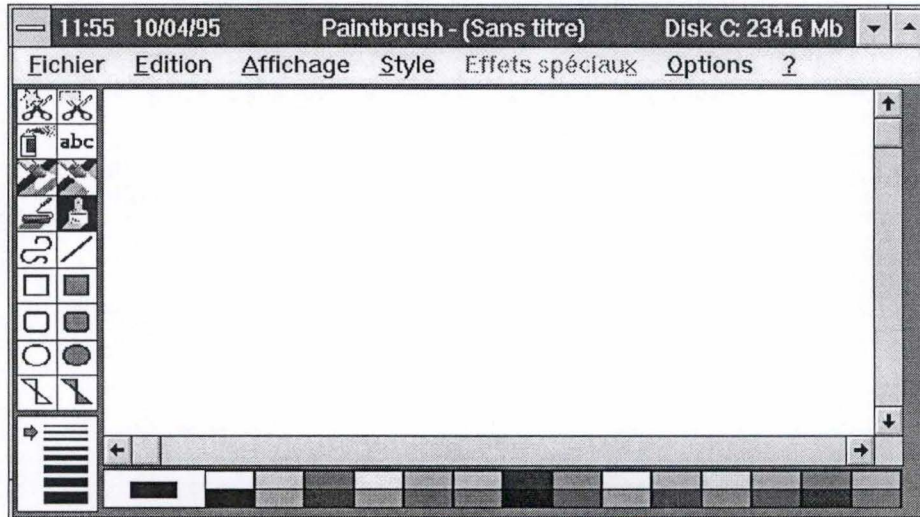 11:55 10/04/95 Paintbrush - (Sans titre) Disk C: 234.6 Mb
Fichier Edition Affichage Style Effets spéciaux Options ?
abc